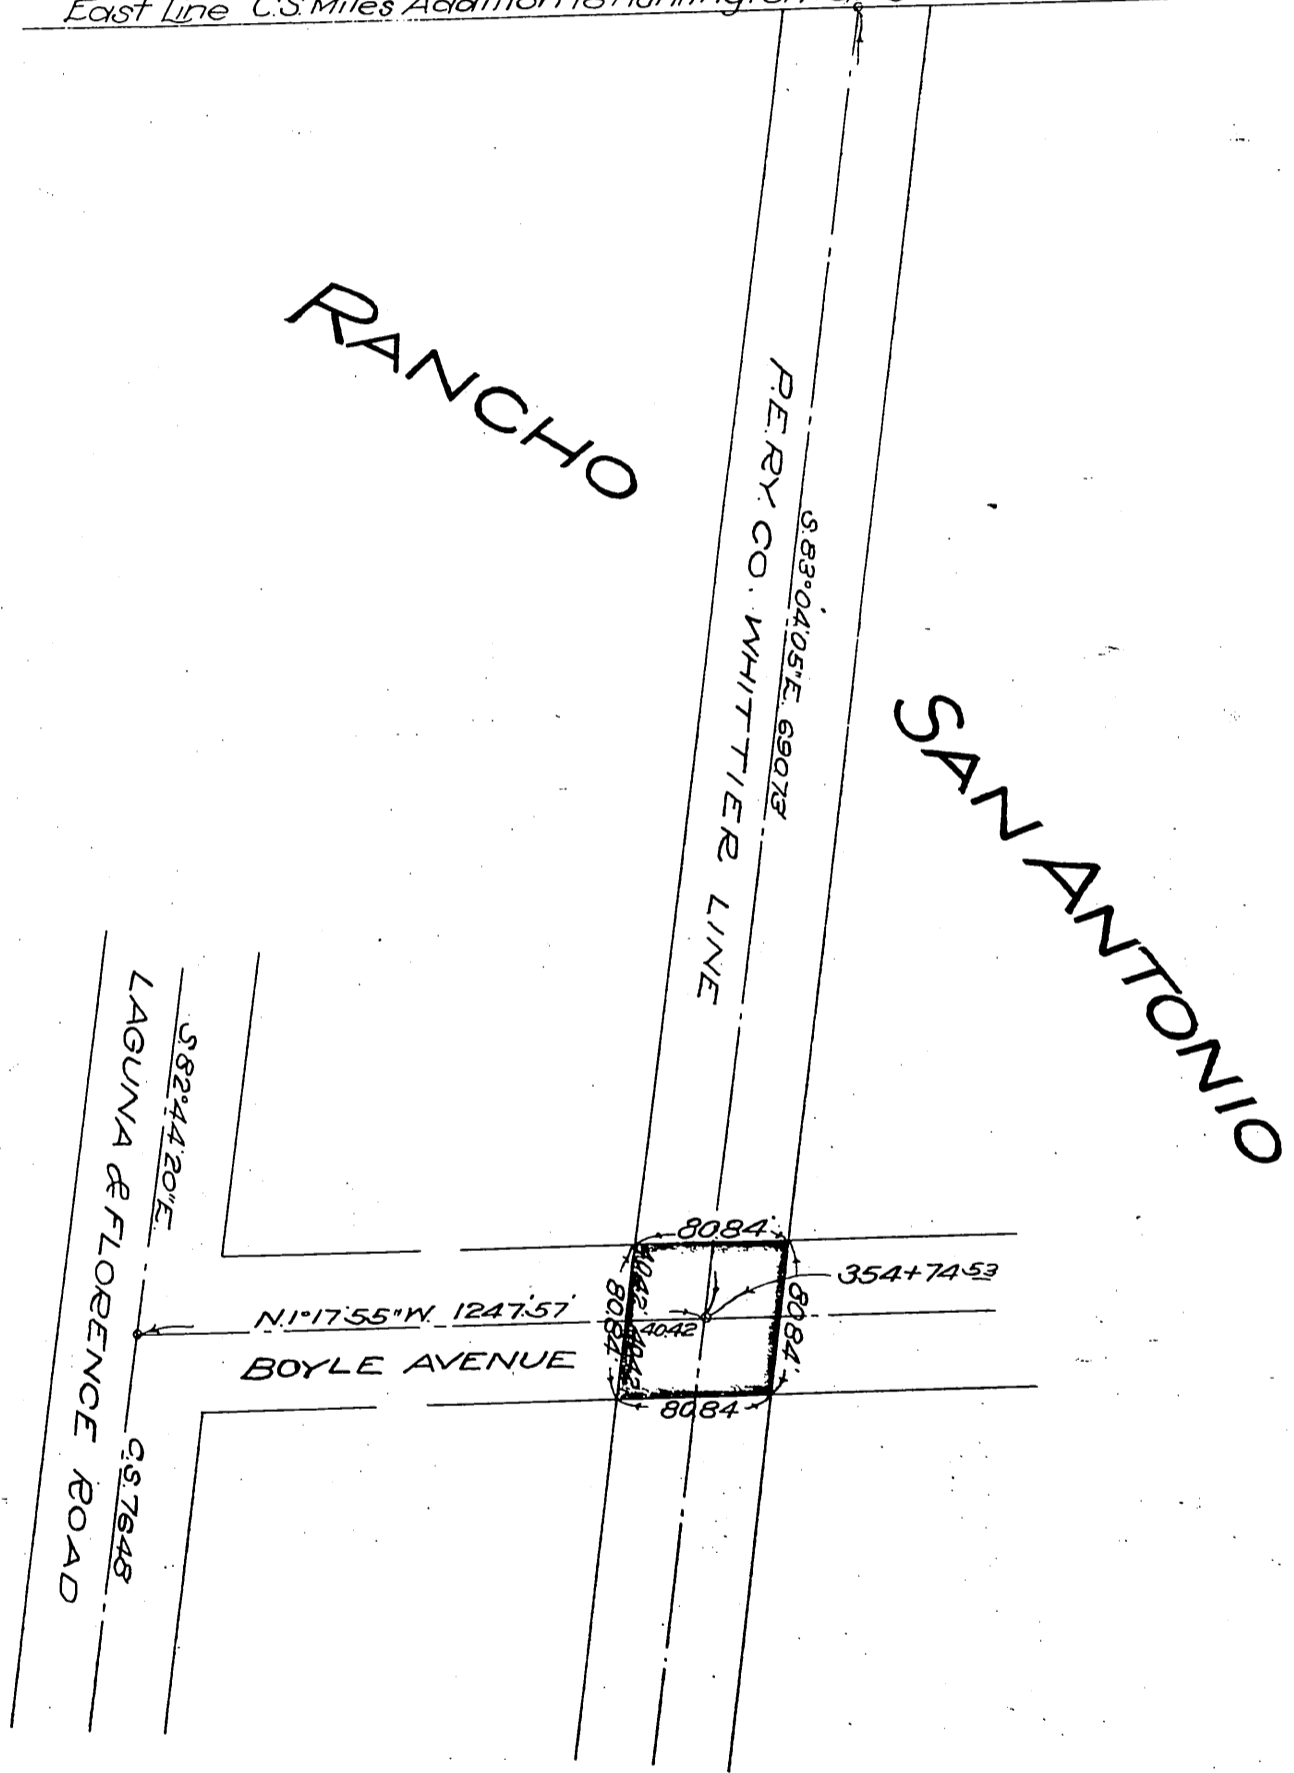 East Line C.S. Miles Addition to Huntington
RANCHO
SAN ANTONIO
P.E.RY. CO. WHITTIER LINE
S.83°04'05"E. 690.73'
LAGUNA & FLORENCE ROAD
S.82°44'20"E.
C.S. 7648
N.1°17'55"W. 1247.57'
BOYLE AVENUE
80.84'
80.84'
40.42'
40.42'
40.42
80.84'
80.84
354+74.53